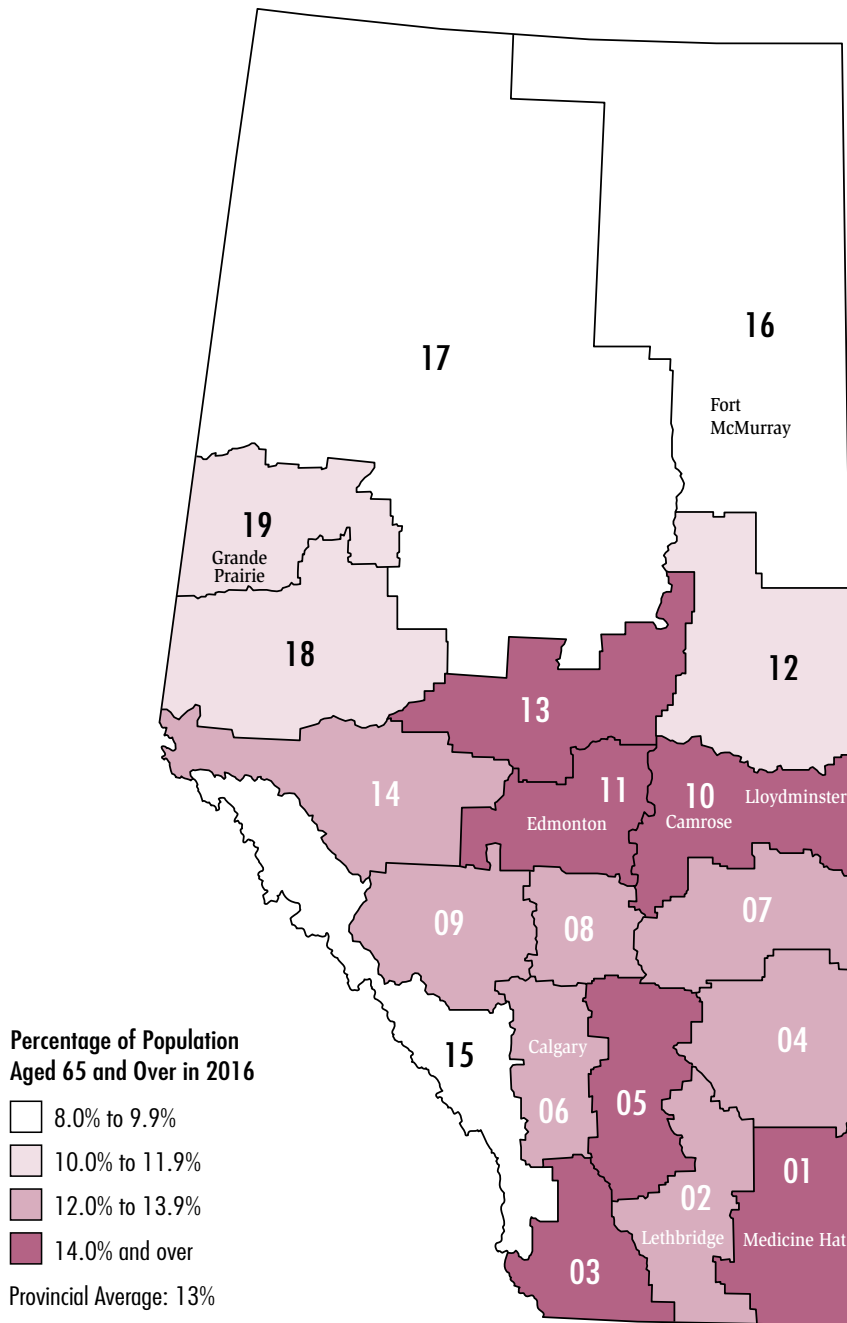 17
16
Fort
McMurray
19
Grande
Prairie
18
12
13
14
11
Edmonton
10
Camrose
Lloydminster
09
08
07
15
Calgary
06
05
04
03
02
Lethbridge
01
Medicine Hat
Percentage of Population
Aged 65 and Over in 2016
8.0% to 9.9%
10.0% to 11.9%
12.0% to 13.9%
14.0% and over
Provincial Average: 13%